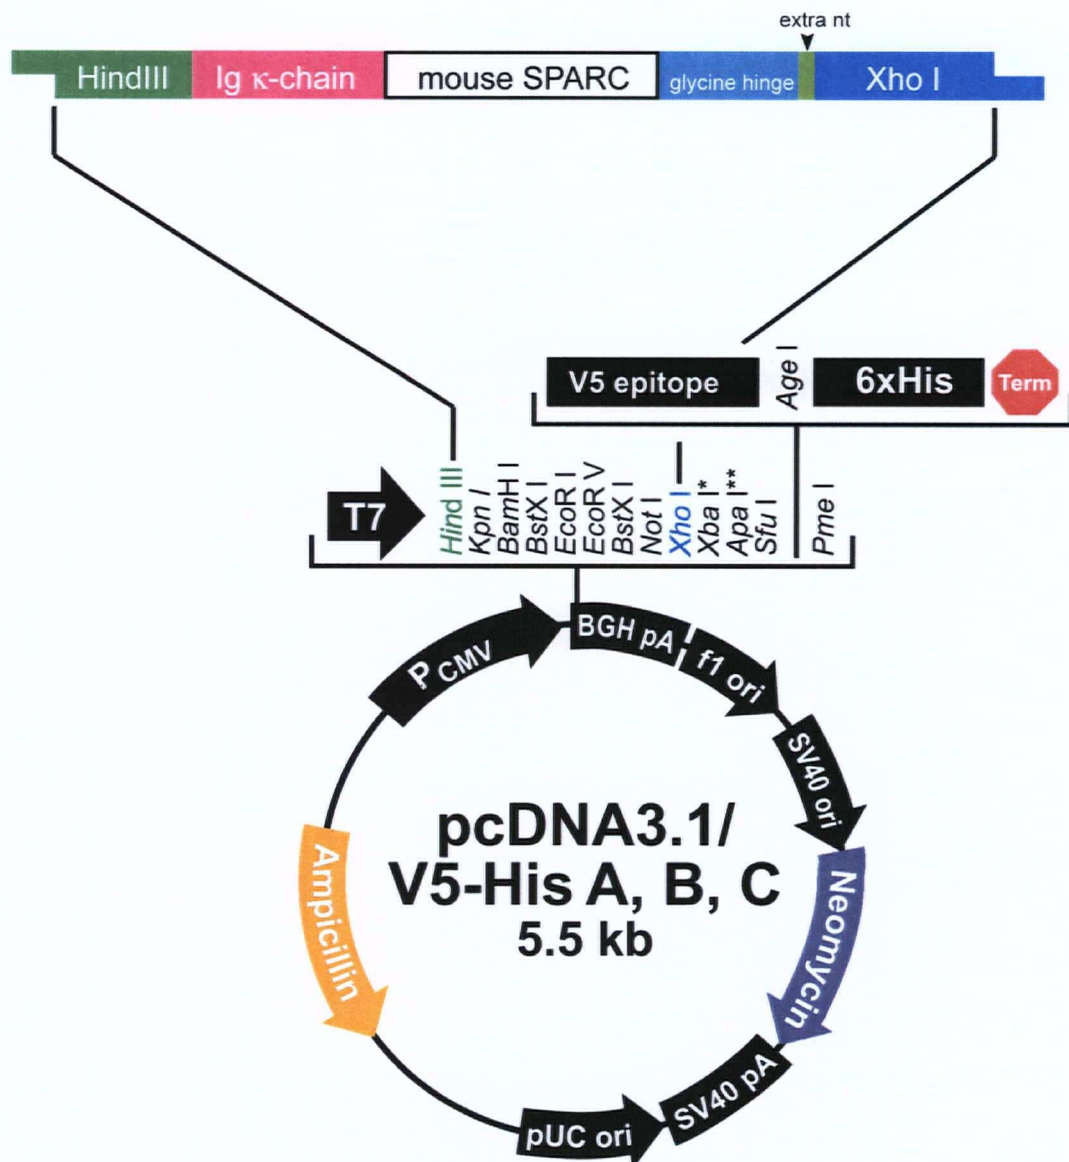 extra nt
HindIII Ig κ-chain mouse SPARC glycine hinge Xho I
V5 epitope Age I 6xHis Term
T7 Hind III Kpn I BamH I BstX I EcoR I EcoR V BstX I Not I Xho I Xba I* Apa I** Sfu I Pme I
PCMV BGH pA f1 ori
SV40 ori
pcDNA3.1/
V5-His A, B, C
5.5 kb
Ampicillin
Neomycin
SV40 pA
pUC ori